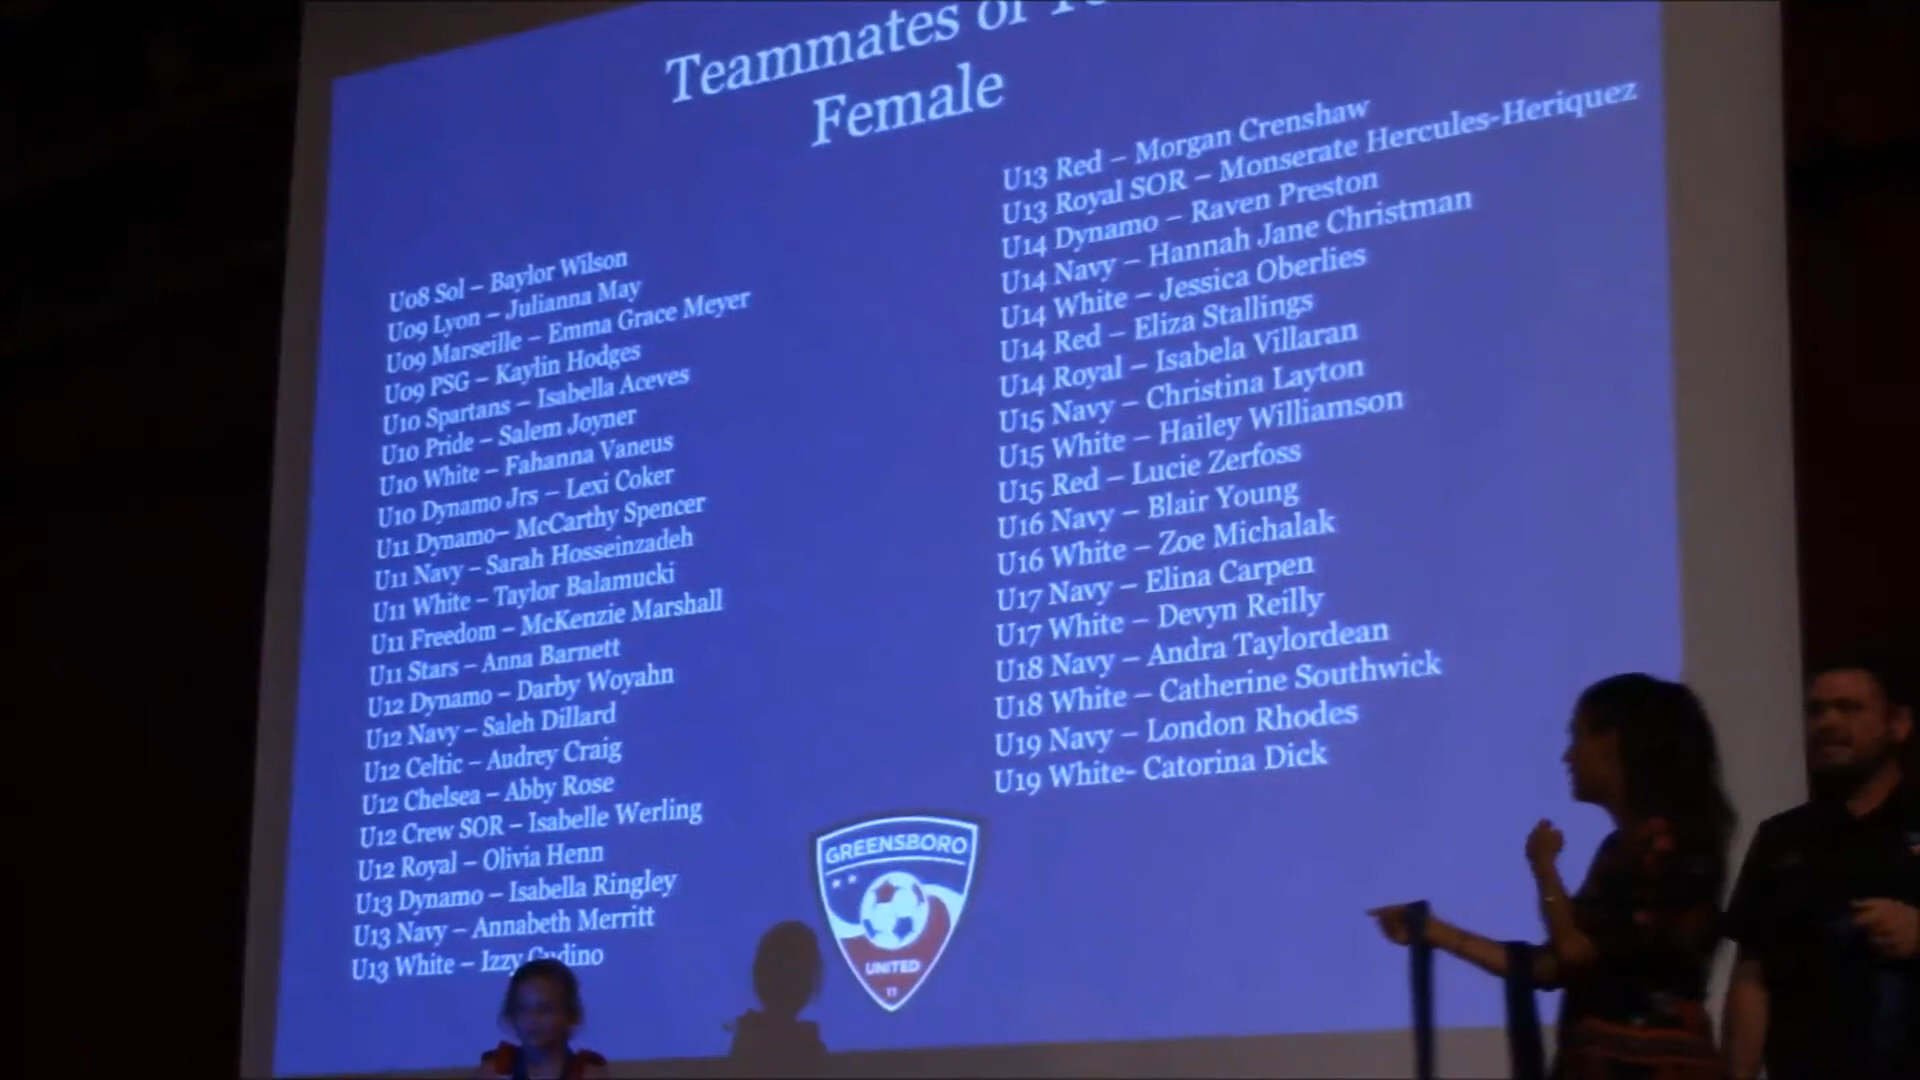 Teammates of
Female
U08 Sol – Baylor Wilson
U09 Lyon – Julianna May
U09 Marseille – Emma Grace Meyer
U09 PSG – Kaylin Hodges
U10 Spartans – Isabella Aceves
U10 Pride – Salem Joyner
U10 White – Fahanna Vaneus
U10 Dynamo Jrs – Lexi Coker
U11 Dynamo– McCarthy Spencer
U11 Navy – Sarah Hosseinzadeh
U11 White – Taylor Balamucki
U11 Freedom – McKenzie Marshall
U11 Stars – Anna Barnett
U12 Dynamo – Darby Woyahn
U12 Navy – Saleh Dillard
U12 Celtic – Audrey Craig
U12 Chelsea – Abby Rose
U12 Crew SOR – Isabelle Werling
U12 Royal – Olivia Henn
U13 Dynamo – Isabella Ringley
U13 Navy – Annabeth Merritt
U13 White – Izzy
U13 Red – Morgan Crenshaw
U13 Royal SOR – Monserate Hercules-Heriquez
U14 Dynamo – Raven Preston
U14 Navy – Hannah Jane Christman
U14 White – Jessica Oberlies
U14 Red – Eliza Stallings
U14 Royal – Isabela Villaran
U15 Navy – Christina Layton
U15 White – Hailey Williamson
U15 Red – Lucie Zerfoss
U16 Navy – Blair Young
U16 White – Zoe Michalak
U17 Navy – Elina Carpen
U17 White – Devyn Reilly
U18 Navy – Andra Taylordean
U18 White – Catherine Southwick
U19 Navy – London Rhodes
U19 White- Catorina Dick
GREENSBORO
UNITED